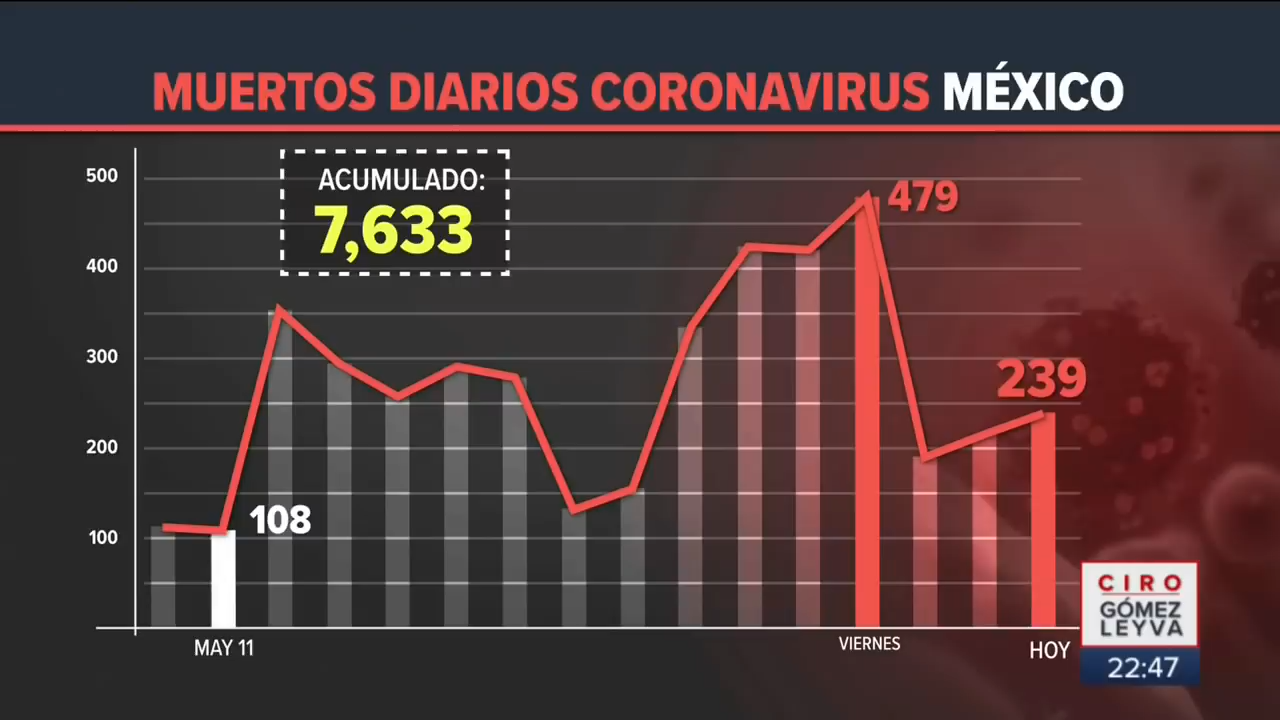 MUERTOS DIARIOS CORONAVIRUS MÉXICO
500
ACUMULADO:
7,633
479
400
300
239
200
108
100
MAY 11
VIERNES
HOY
CIRO
GÓMEZ
LEYVA
22:47